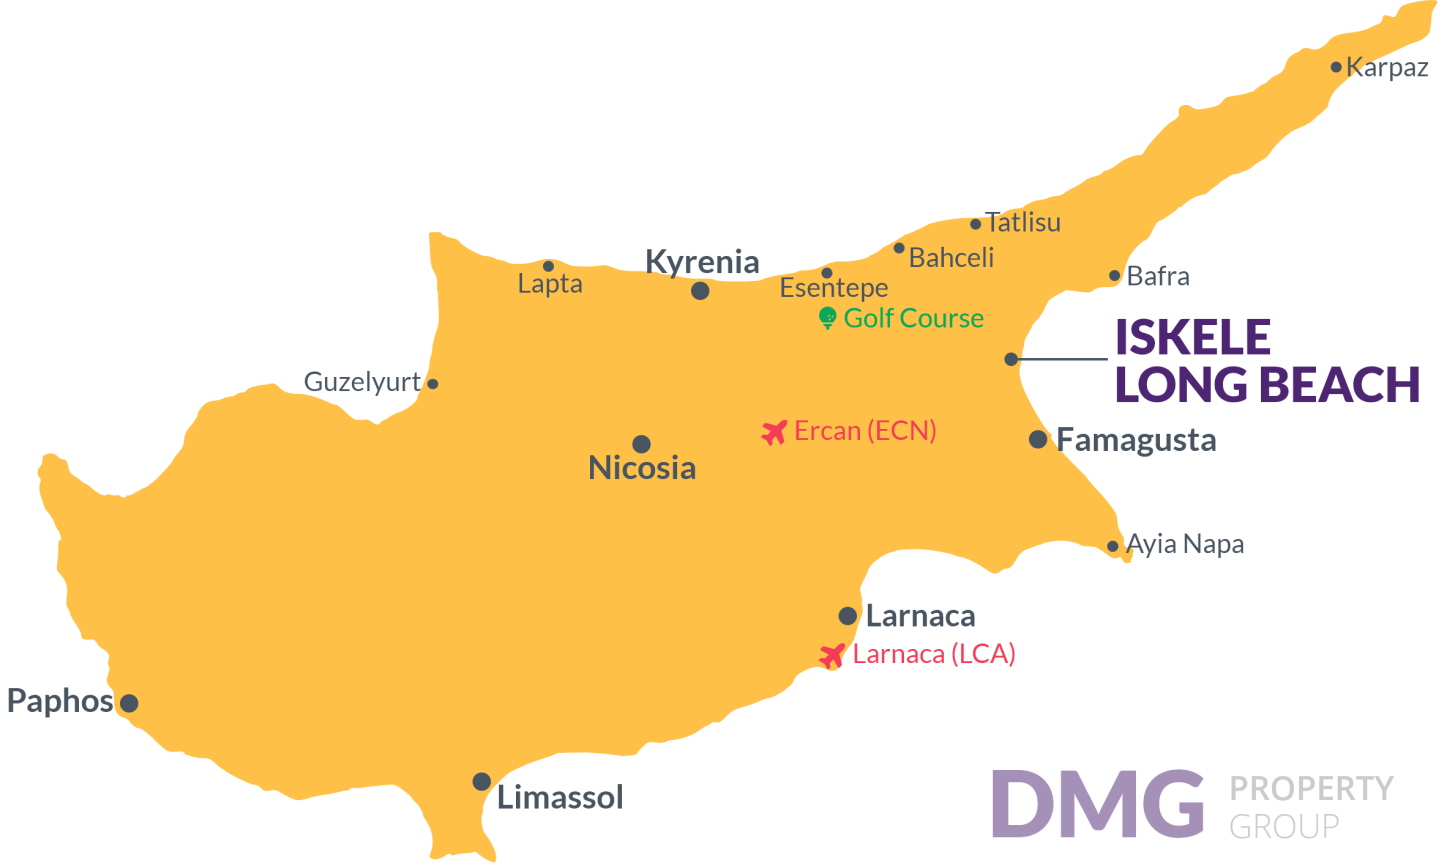 Karpaz
Tatlisu
Bahceli
Kyrenia
Lapta
Esentepe
Bafra
Golf Course
ISKELE
LONG BEACH
Guzelyurt
Ercan (ECN)
Famagusta
Nicosia
Ayia Napa
Larnaca
Larnaca (LCA)
Paphos
Limassol
DMG PROPERTY
GROUP